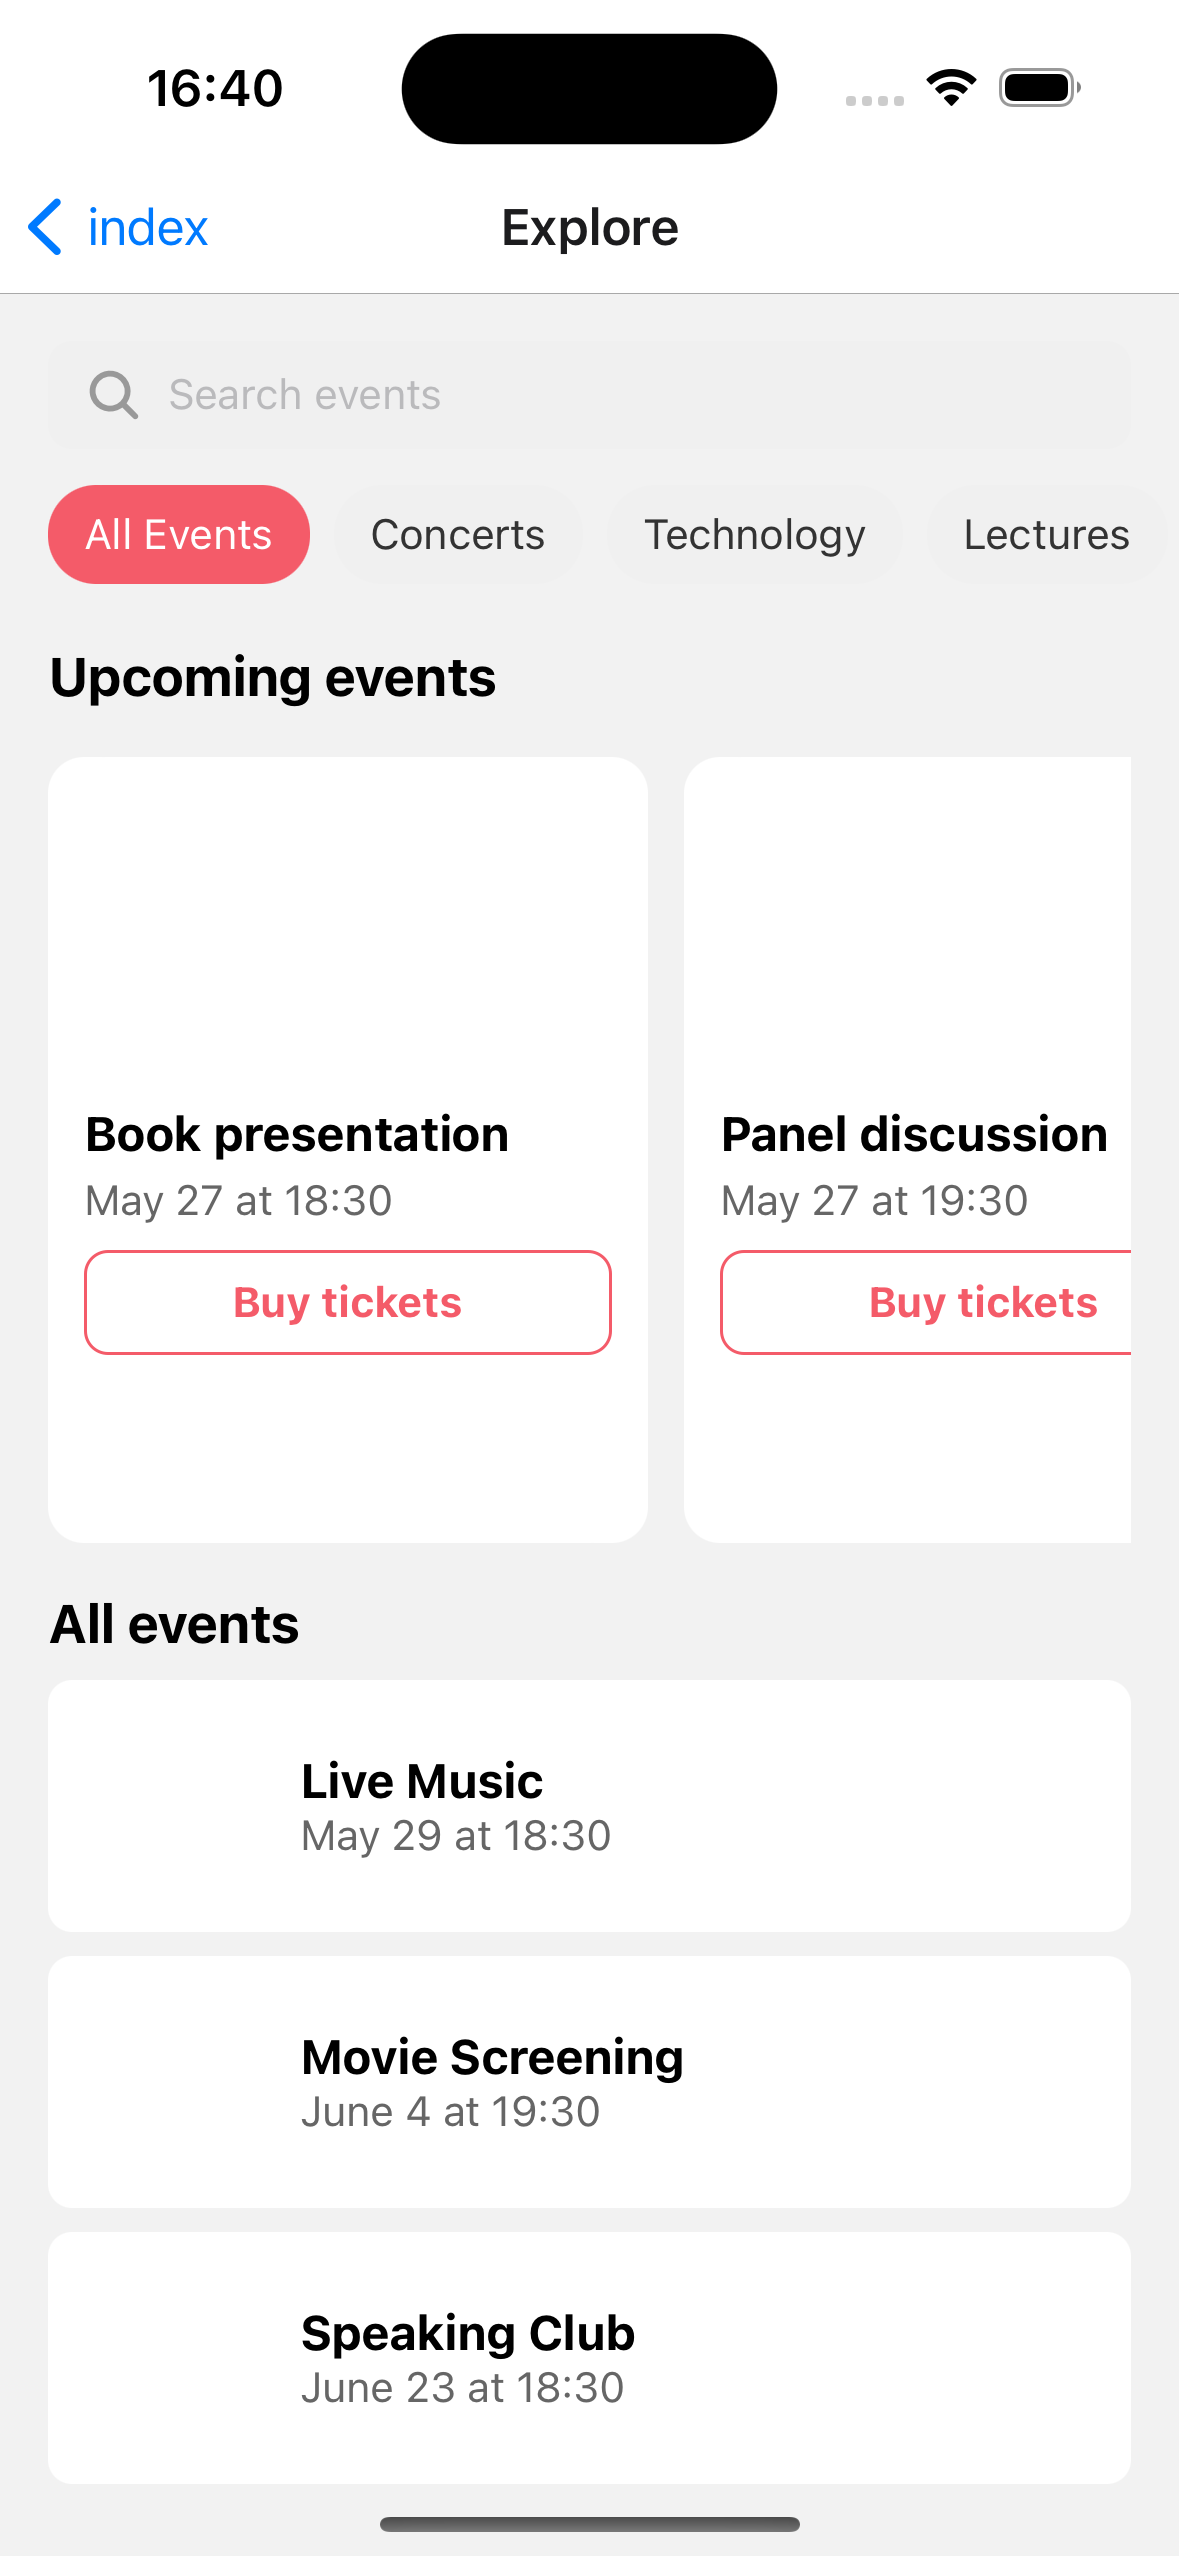 16:40
index
Explore
Search events
All Events
Concerts
Technology
Lectures
Upcoming events
Book presentation
May 27 at 18:30
Buy tickets
Panel discussion
May 27 at 19:30
Buy tickets
All events
Live Music
May 29 at 18:30
Movie Screening
June 4 at 19:30
Speaking Club
June 23 at 18:30